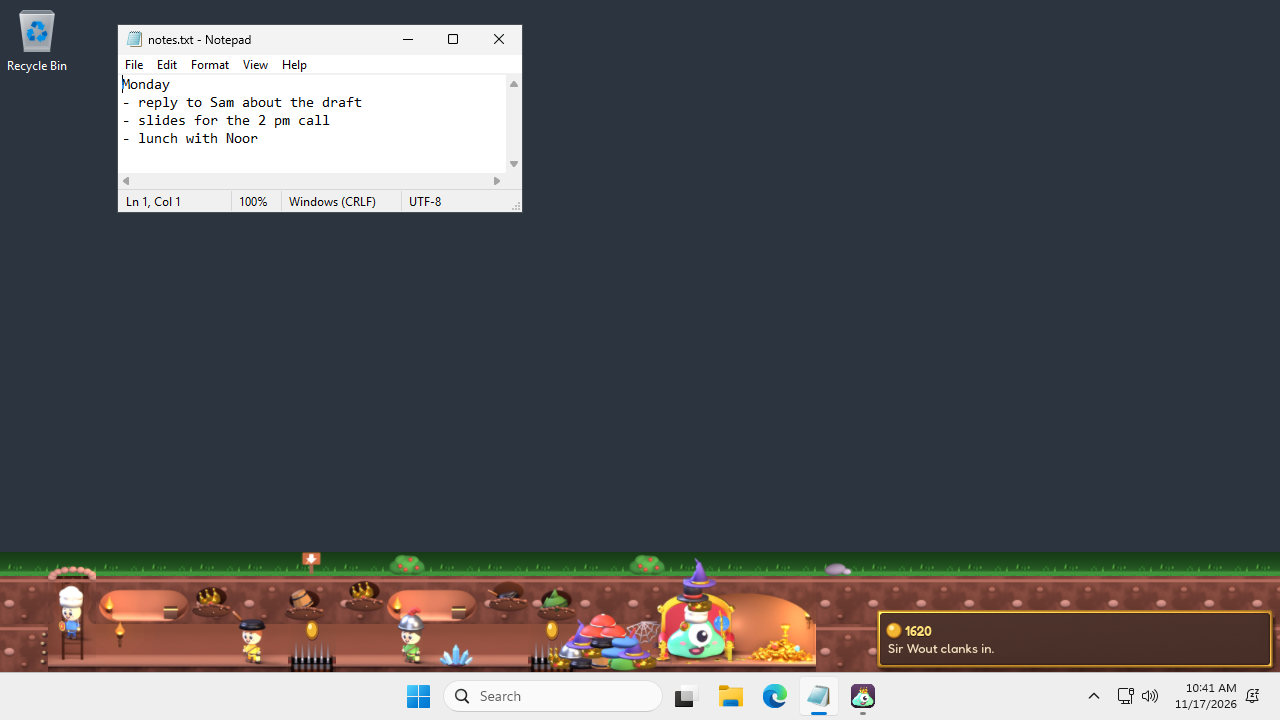 Recycle Bin
notes.txt - Notepad
File Edit Format View Help
Monday
- reply to Sam about the draft
- slides for the 2 pm call
- lunch with Noor
Ln 1, Col 1 100% Windows (CRLF) UTF-8
1620
Sir Wout clanks in.
Search
10:41 AM
11/17/2026